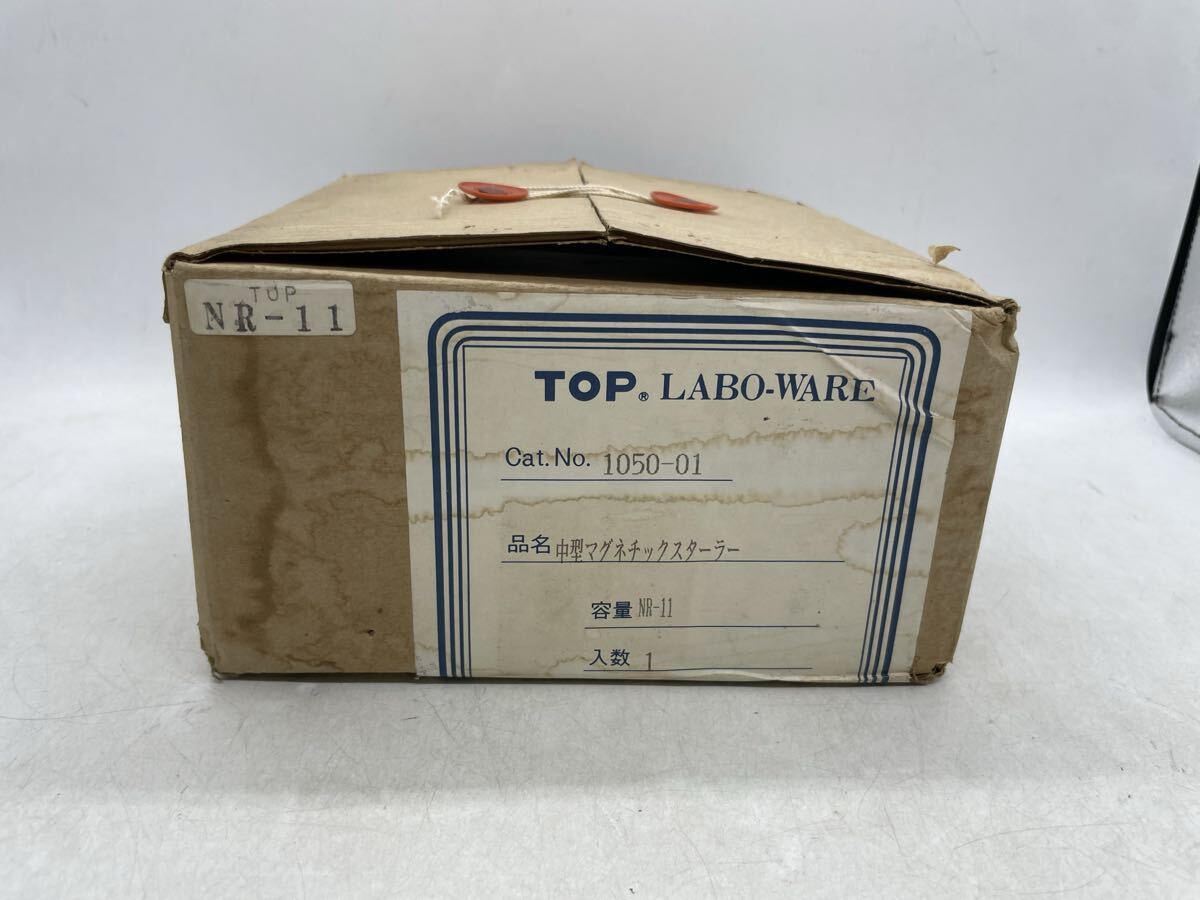 TOP
NR-11
TOP® LABO-WARE
Cat.No. 1050-01
品名 中型マグネチックスターラー
容量 NR-11
入数 1